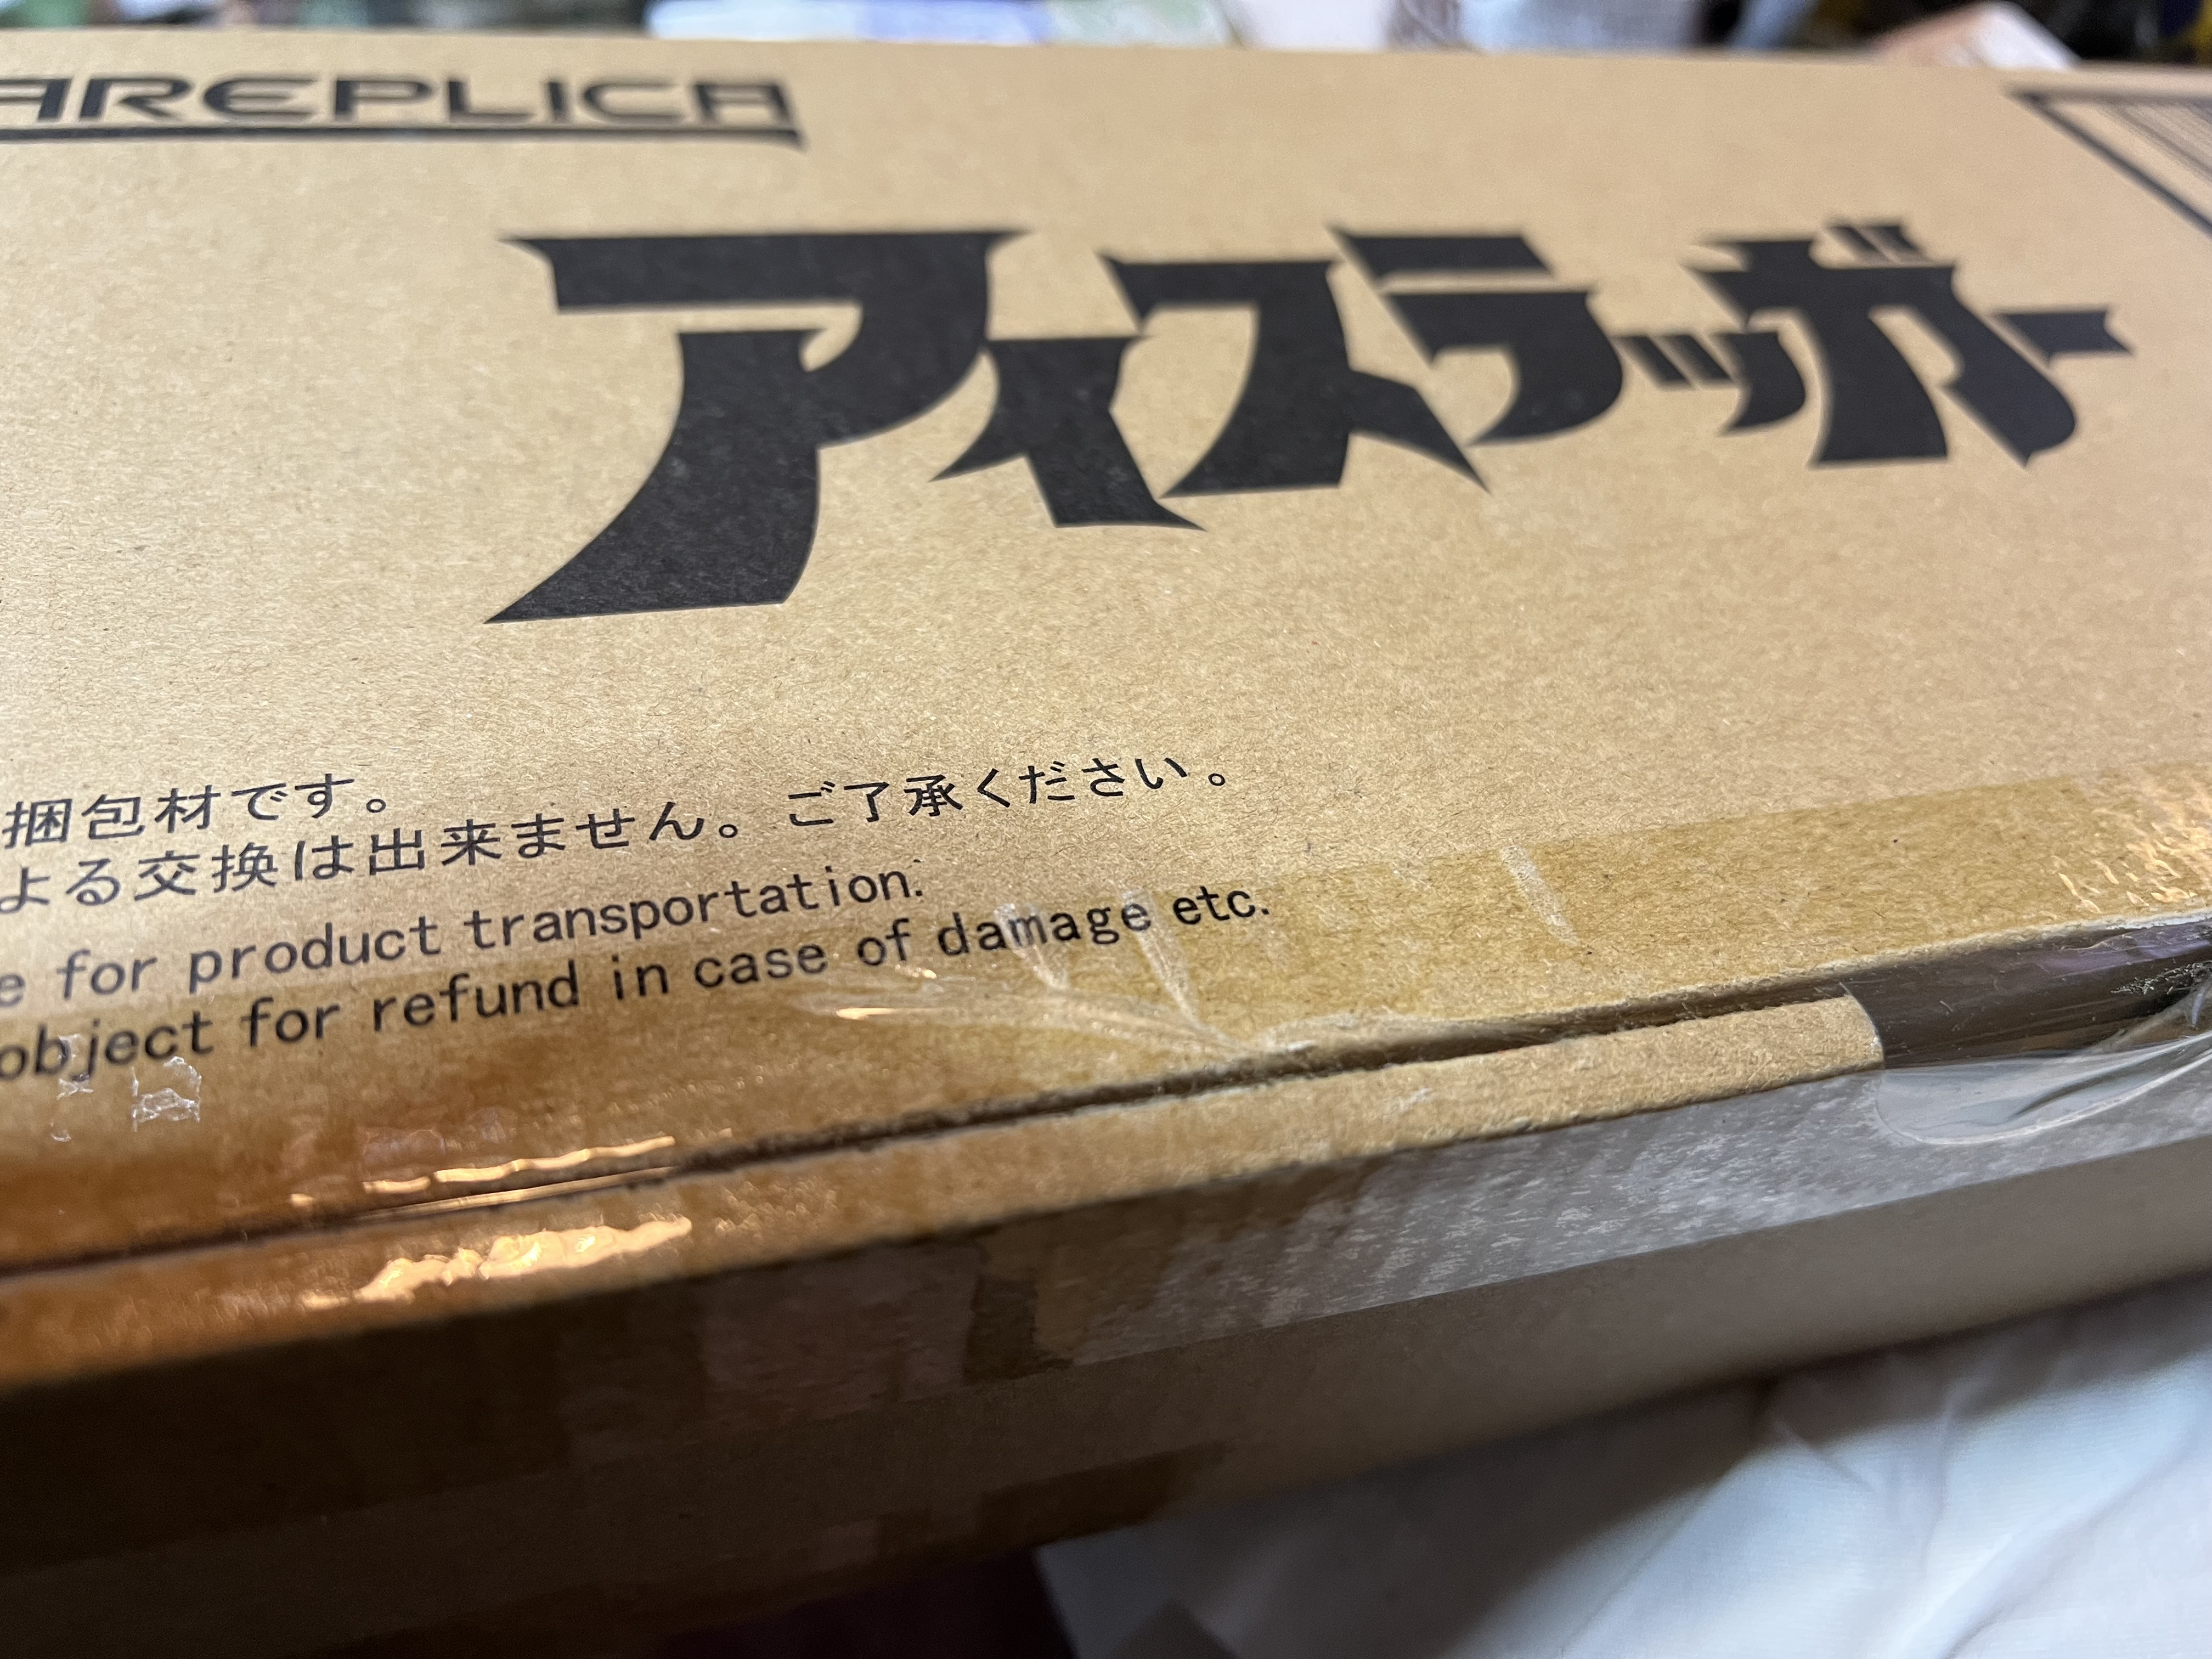 AREPLICA
アイスラッガー
梱包材です。
よる交換は出来ません。ご了承ください。
e for product transportation.
object for refund in case of damage etc.